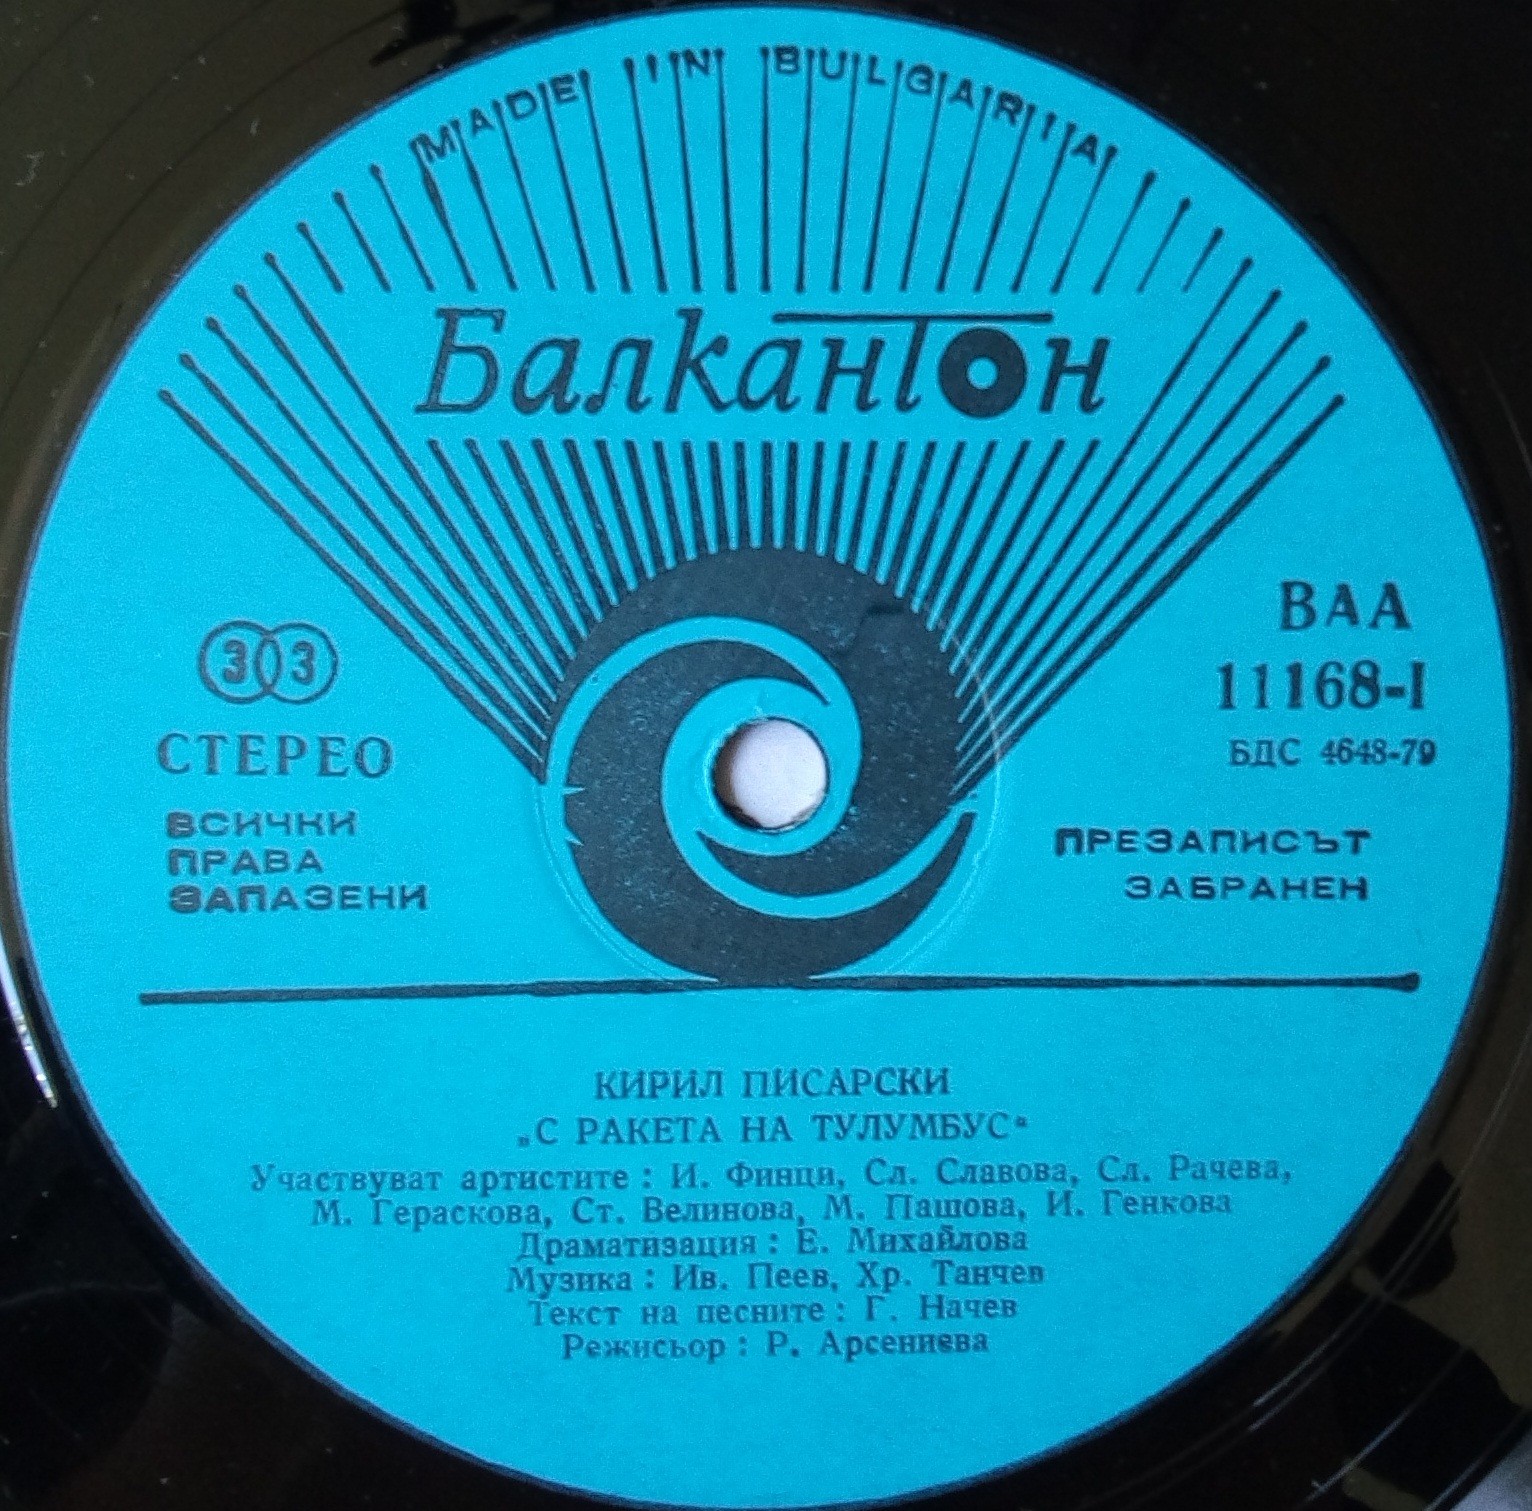 MADE IN BULGARIA
Балкантон
33
СТЕРЕО
ВСИЧКИ
ПРАВА
ЗАПАЗЕНИ
ВАА
11168-I
БДС 4648-79
ПРЕЗАПИСЪТ
ЗАБРАНЕН
КИРИЛ ПИСАРСКИ
„С РАКЕТА НА ТУЛУМБУС“
Участвуват артистите : И. Финци, Сл. Славова, Сл. Рачева,
М. Гераскова, Ст. Велинова, М. Пашова, И. Генкова
Драматизация : Е. Михайлова
Музика : Ив. Пеев, Хр. Танчев
Текст на песните : Г. Начев
Режисьор : Р. Арсениева